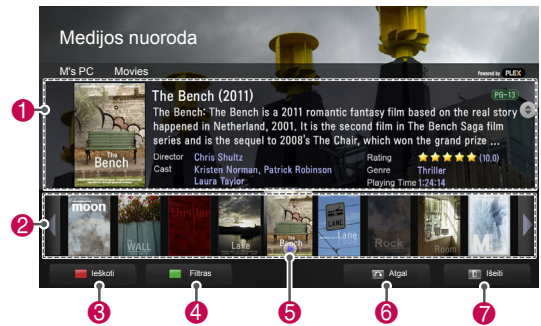 Medijos nuoroda
M's PC Movies
Powered by PLEX
1
The Bench (2011)
PG-13
The Bench: The Bench is a 2011 romantic fantasy film based on the real story
happened in Netherland, 2001. It is the second film in The Bench Saga film
series and is the sequel to 2008's The Chair, which won the grand prize ...
Director Chris Shultz
Cast Kristen Norman, Patrick Robinson
Laura Taylor
Rating (10,0)
Genre Thriller
Playing Time 1:24:14
The
Bench
2
moon
WALL
Thriller
Lake
The
Bench
LANE
Lane
Rock
Room
M
Ieškoti
Filtras
Atgal
Išeiti
3
4
5
6
7